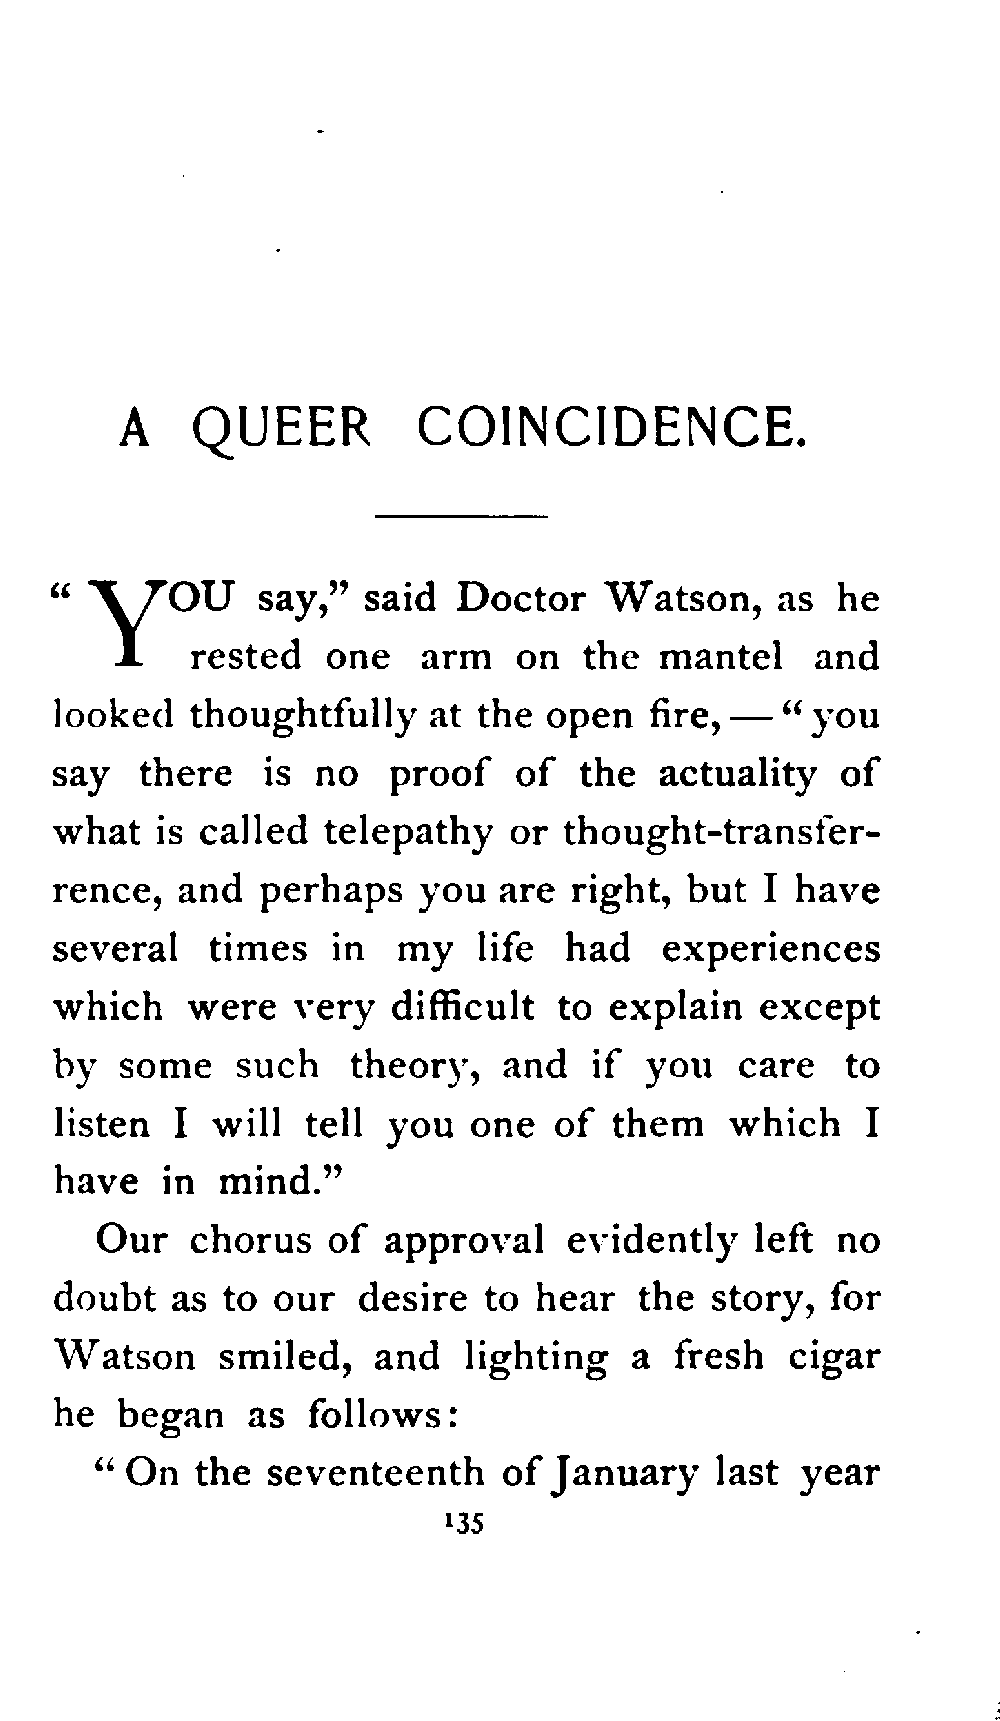 A QUEER COINCIDENCE.
“YOU say,” said Doctor Watson, as he
rested one arm on the mantel and
looked thoughtfully at the open fire, — “you
say there is no proof of the actuality of
what is called telepathy or thought-transfer-
rence, and perhaps you are right, but I have
several times in my life had experiences
which were very difficult to explain except
by some such theory, and if you care to
listen I will tell you one of them which I
have in mind.”
Our chorus of approval evidently left no
doubt as to our desire to hear the story, for
Watson smiled, and lighting a fresh cigar
he began as follows:
“On the seventeenth of January last year
135